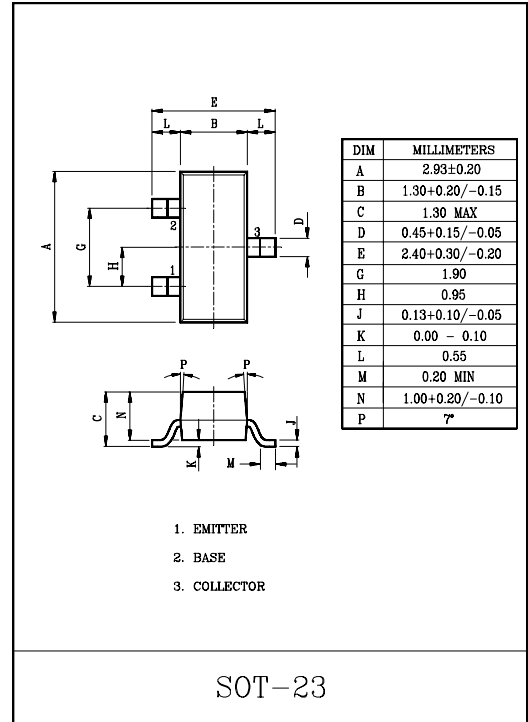 E
L B L
A
G
H
2
3
1
D
P P
C
N
K
M
J
DIM MILLIMETERS
A 2.93±0.20
B 1.30+0.20/−0.15
C 1.30 MAX
D 0.45+0.15/−0.05
E 2.40+0.30/−0.20
G 1.90
H 0.95
J 0.13+0.10/−0.05
K 0.00 − 0.10
L 0.55
M 0.20 MIN
N 1.00+0.20/−0.10
P 7°
1. EMITTER
2. BASE
3. COLLECTOR
SOT−23